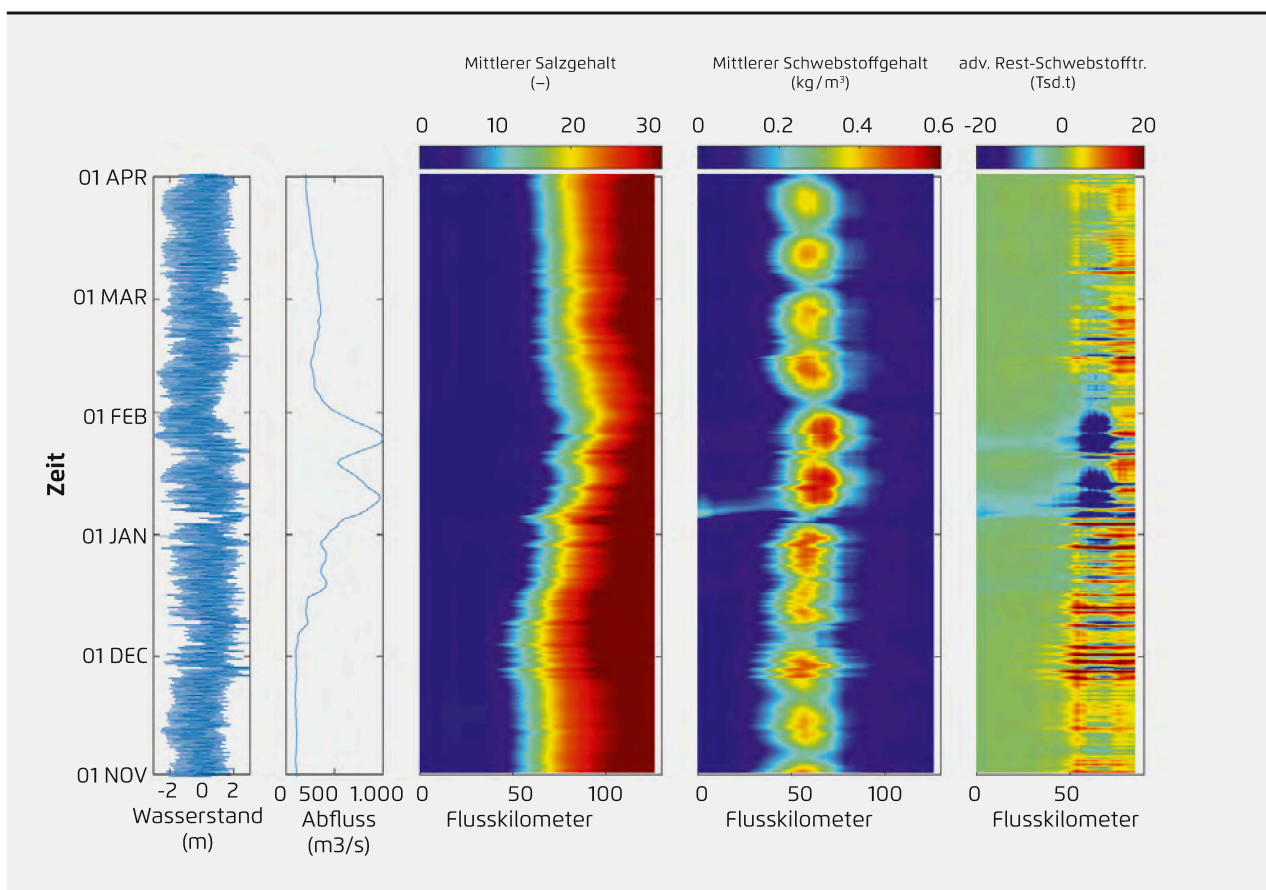 Mittlerer Salzgehalt
(–)
Mittlerer Schwebstoffgehalt
(kg/m³)
adv. Rest-Schwebstofftr.
(Tsd.t)
0 10 20 30
0 0.2 0.4 0.6
-20 0 20
01 APR
01 MAR
01 FEB
01 JAN
01 DEC
01 NOV
Zeit
-2 0 2
Wasserstand
(m)
0 500 1.000
Abfluss
(m3/s)
0 50 100
Flusskilometer
0 50 100
Flusskilometer
0 50
Flusskilometer